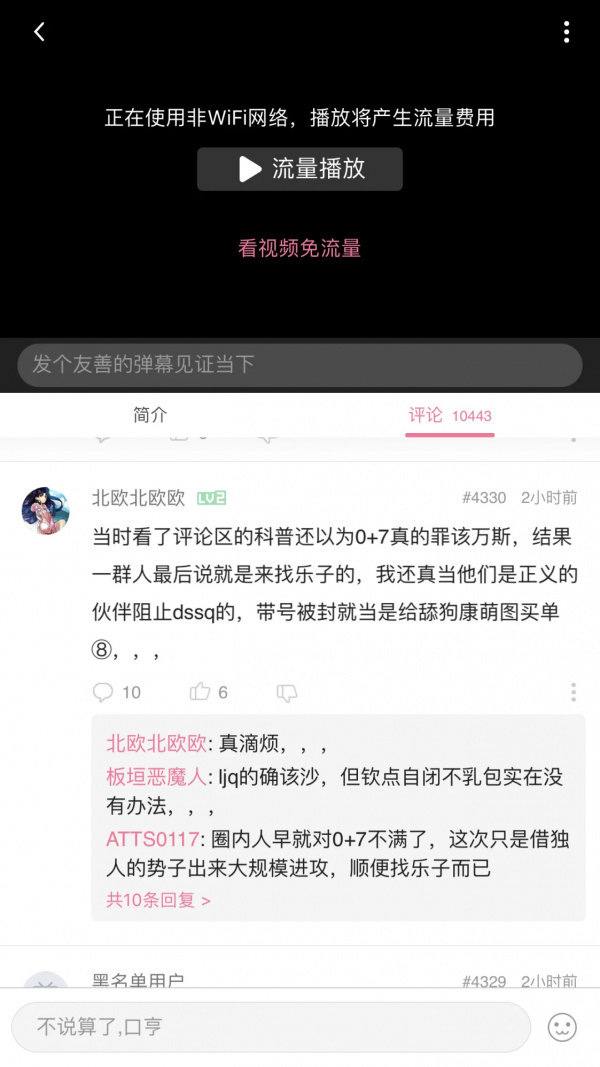 正在使用非WiFi网络，播放将产生流量费用
流量播放
看视频免流量
发个友善的弹幕见证当下
简介
评论 10443
北欧北欧欧 LV2 #4330 2小时前
当时看了评论区的科普还以为0+7真的罪该万斯，结果
一群人最后说就是来找乐子的，我还真当他们是正义的
伙伴阻止dssq的，带号被封就当是给舔狗康萌图买单
⑧，，，
10 6
北欧北欧欧: 真滴烦，，，
板垣恶魔人: ljq的确该沙，但钦点自闭不乳包实在没
有办法，，，
ATTS0117: 圈内人早就对0+7不满了，这次只是借独
人的势子出来大规模进攻，顺便找乐子而已
共10条回复 >
黑名单用户 #4329 2小时前
不说算了,口亨